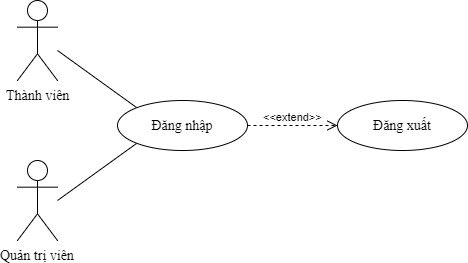 Thành viên
Đăng nhập
<<extend>>
Đăng xuất
Quản trị viên